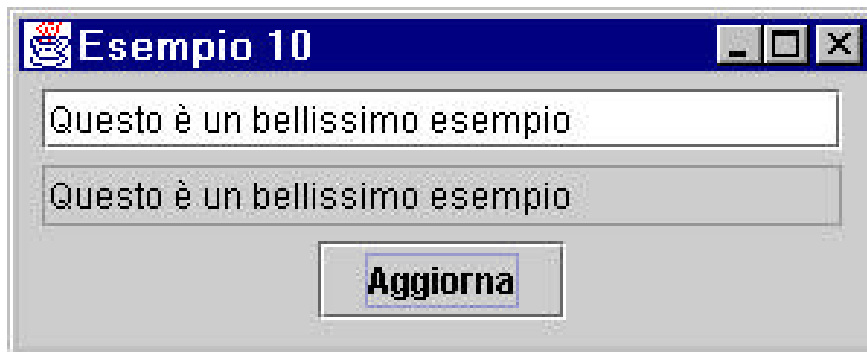 Esempio 10
Questo è un bellissimo esempio
Questo è un bellissimo esempio
Aggiorna